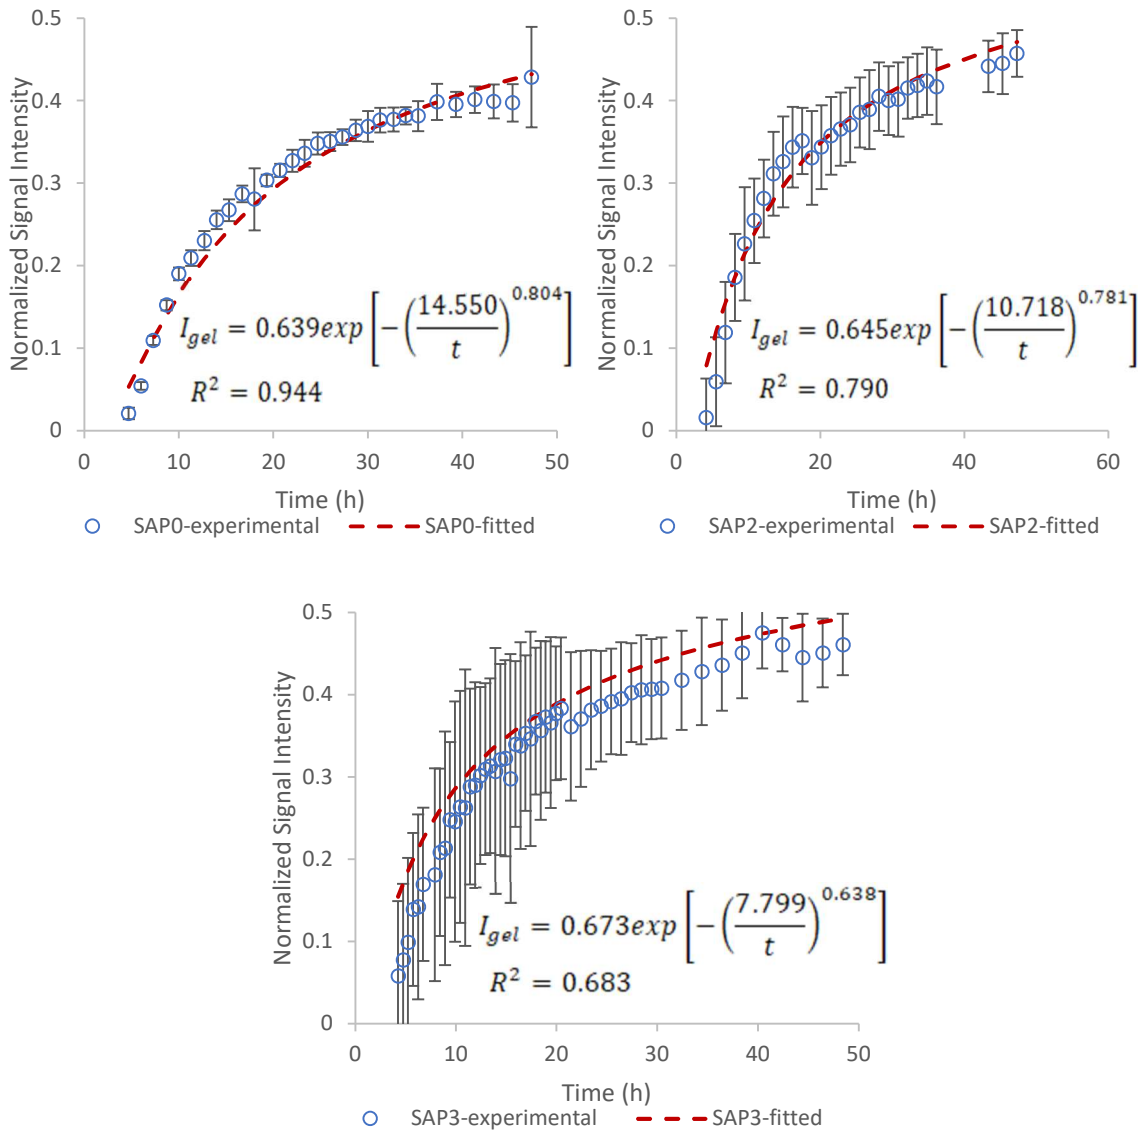 Normalized Signal Intensity
0.5
0.4
0.3
0.2
0.1
0
I_gel = 0.639exp [−(14.550/t)^0.804]
R² = 0.944
0 10 20 30 40 50
Time (h)
SAP0-experimental SAP0-fitted
Normalized Signal Intensity
0.5
0.4
0.3
0.2
0.1
0
I_gel = 0.645exp [−(10.718/t)^0.781]
R² = 0.790
0 20 40 60
Time (h)
SAP2-experimental SAP2-fitted
Normalized Signal Intensity
0.5
0.4
0.3
0.2
0.1
0
I_gel = 0.673exp [−(7.799/t)^0.638]
R² = 0.683
0 10 20 30 40 50
Time (h)
SAP3-experimental SAP3-fitted